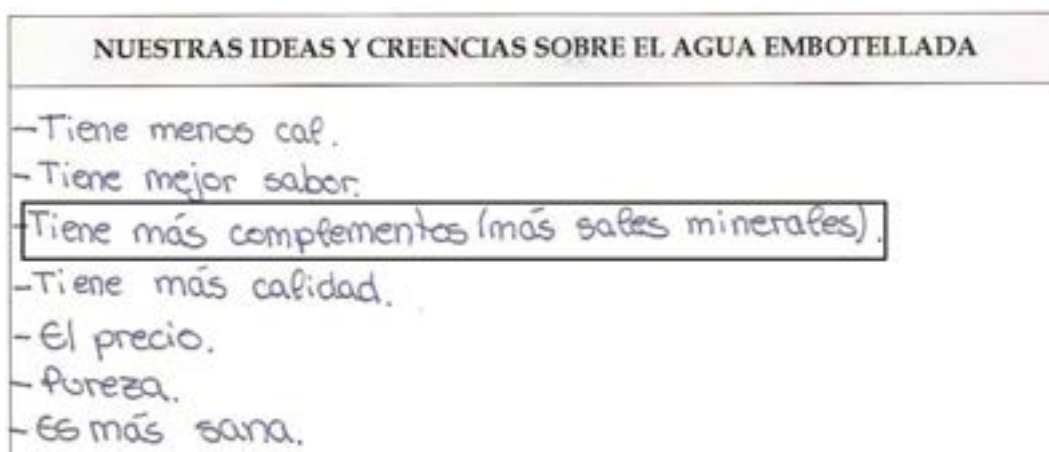 NUESTRAS IDEAS Y CREENCIAS SOBRE EL AGUA EMBOTELLADA
-Tiene menos cal.
-Tiene mejor sabor.
-Tiene más complementos (más sales minerales).
-Tiene más calidad.
-El precio.
-Pureza.
-Es más sana.